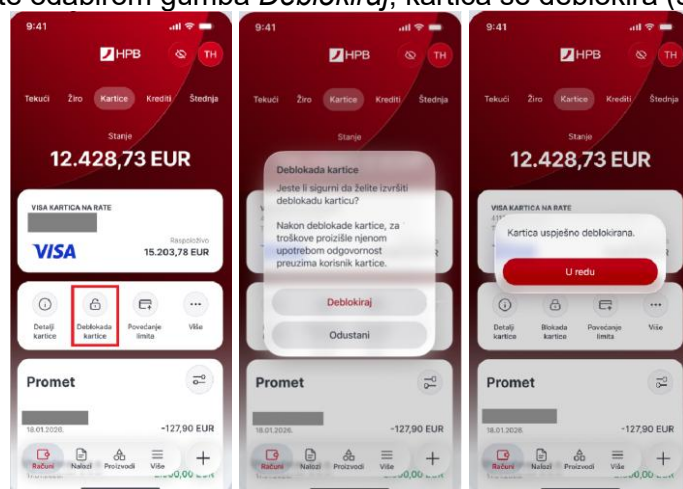 odabirom gumba Deblokiraj, kartica se deblokira
9:41
HPB
TH
Tekući Žiro Kartice Krediti Štednja
Stanje
12.428,73 EUR
VISA KARTICA NA RATE
Raspoloživo
VISA
15.203,78 EUR
Detalji kartice
Deblokada kartice
Povećanje limita
Više
Promet
18.01.2026.
-127,90 EUR
Računi Nalozi Proizvodi Više
9:41
HPB
TH
Tekući Žiro Kartice Krediti Štednja
Stanje
Deblokada kartice
Jeste li sigurni da želite izvršiti
deblokadu karticu?
Nakon deblokade kartice, za
troškove proizišle njenom
upotrebom odgovornost
preuzima korisnik kartice.
Deblokiraj
Odustani
Promet
18.01.2026.
-127,90 EUR
Računi Nalozi Proizvodi Više
9:41
HPB
TH
Tekući Žiro Kartice Krediti Štednja
Stanje
12.428,73 EUR
VISA KARTICA NA RATE
Kartica uspješno deblokirana.
U redu
Detalji kartice
Blokada kartice
Povećanje limita
Više
Promet
18.01.2026.
-127,90 EUR
Računi Nalozi Proizvodi Više